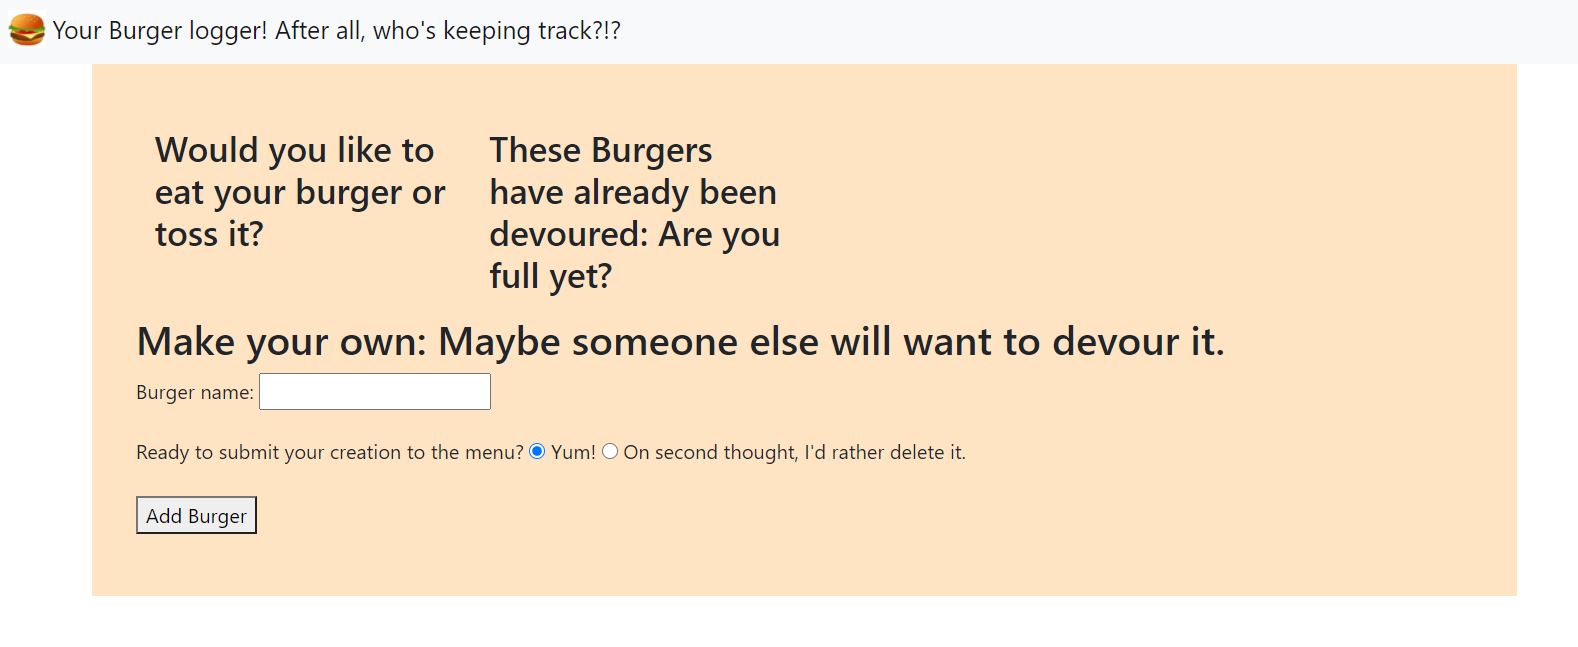 Your Burger logger! After all, who's keeping track?!?
Would you like to
eat your burger or
toss it?
These Burgers
have already been
devoured: Are you
full yet?
Make your own: Maybe someone else will want to devour it.
Burger name:
Ready to submit your creation to the menu? Yum! On second thought, I'd rather delete it.
Add Burger